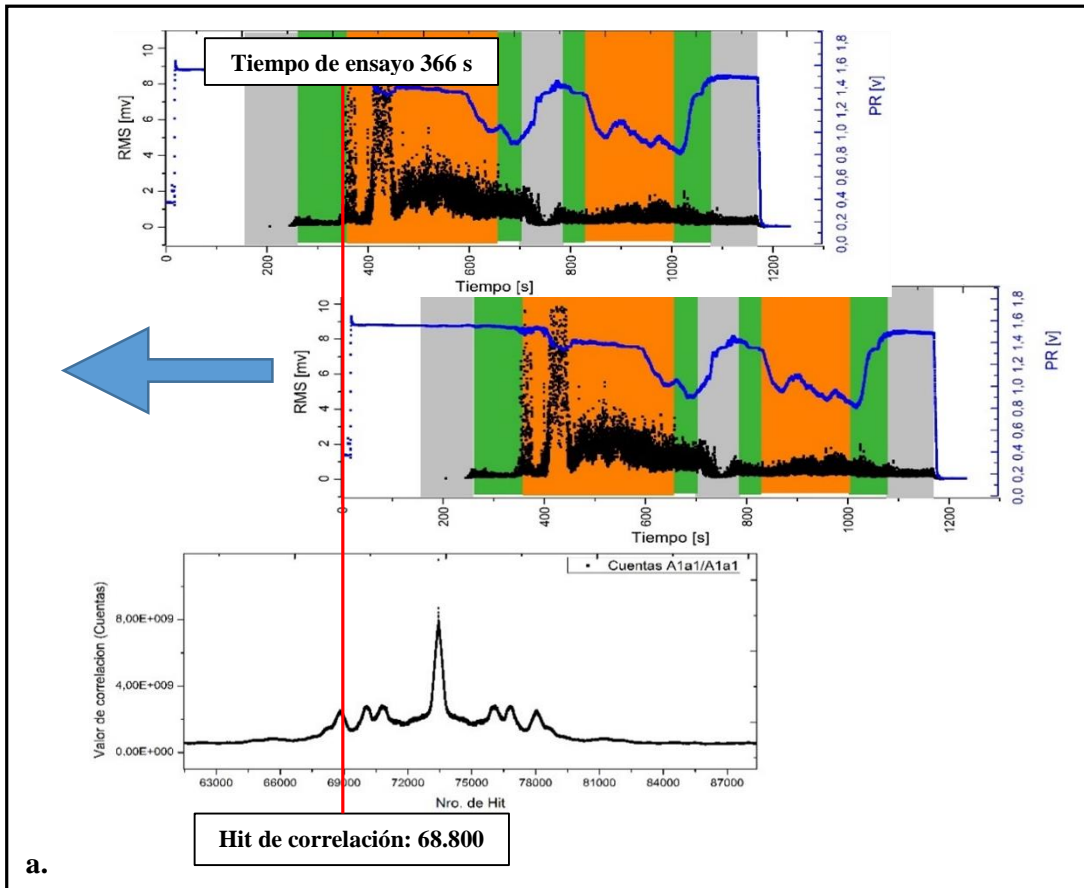 Tiempo de ensayo 366 s
10
8
6
4
2
0
RMS [mv]
0
200
400
600
800
1000
1200
Tiempo [s]
1,8
1,6
1,4
1,2
1,0
0,8
0,6
0,4
0,2
0,0
PR [v]
10
8
6
4
2
0
RMS [mv]
200
400
600
800
1000
1200
Tiempo [s]
1,8
1,6
1,4
1,2
1,0
0,8
0,6
0,4
0,2
0,0
PR [v]
Cuentas A1a1/A1a1
8,00E+009
4,00E+009
0,00E+000
Valor de correlacion (Cuentas)
63000 66000 69000 72000 75000 78000 81000 84000 87000
Nro. de Hit
Hit de correlación: 68.800
a.